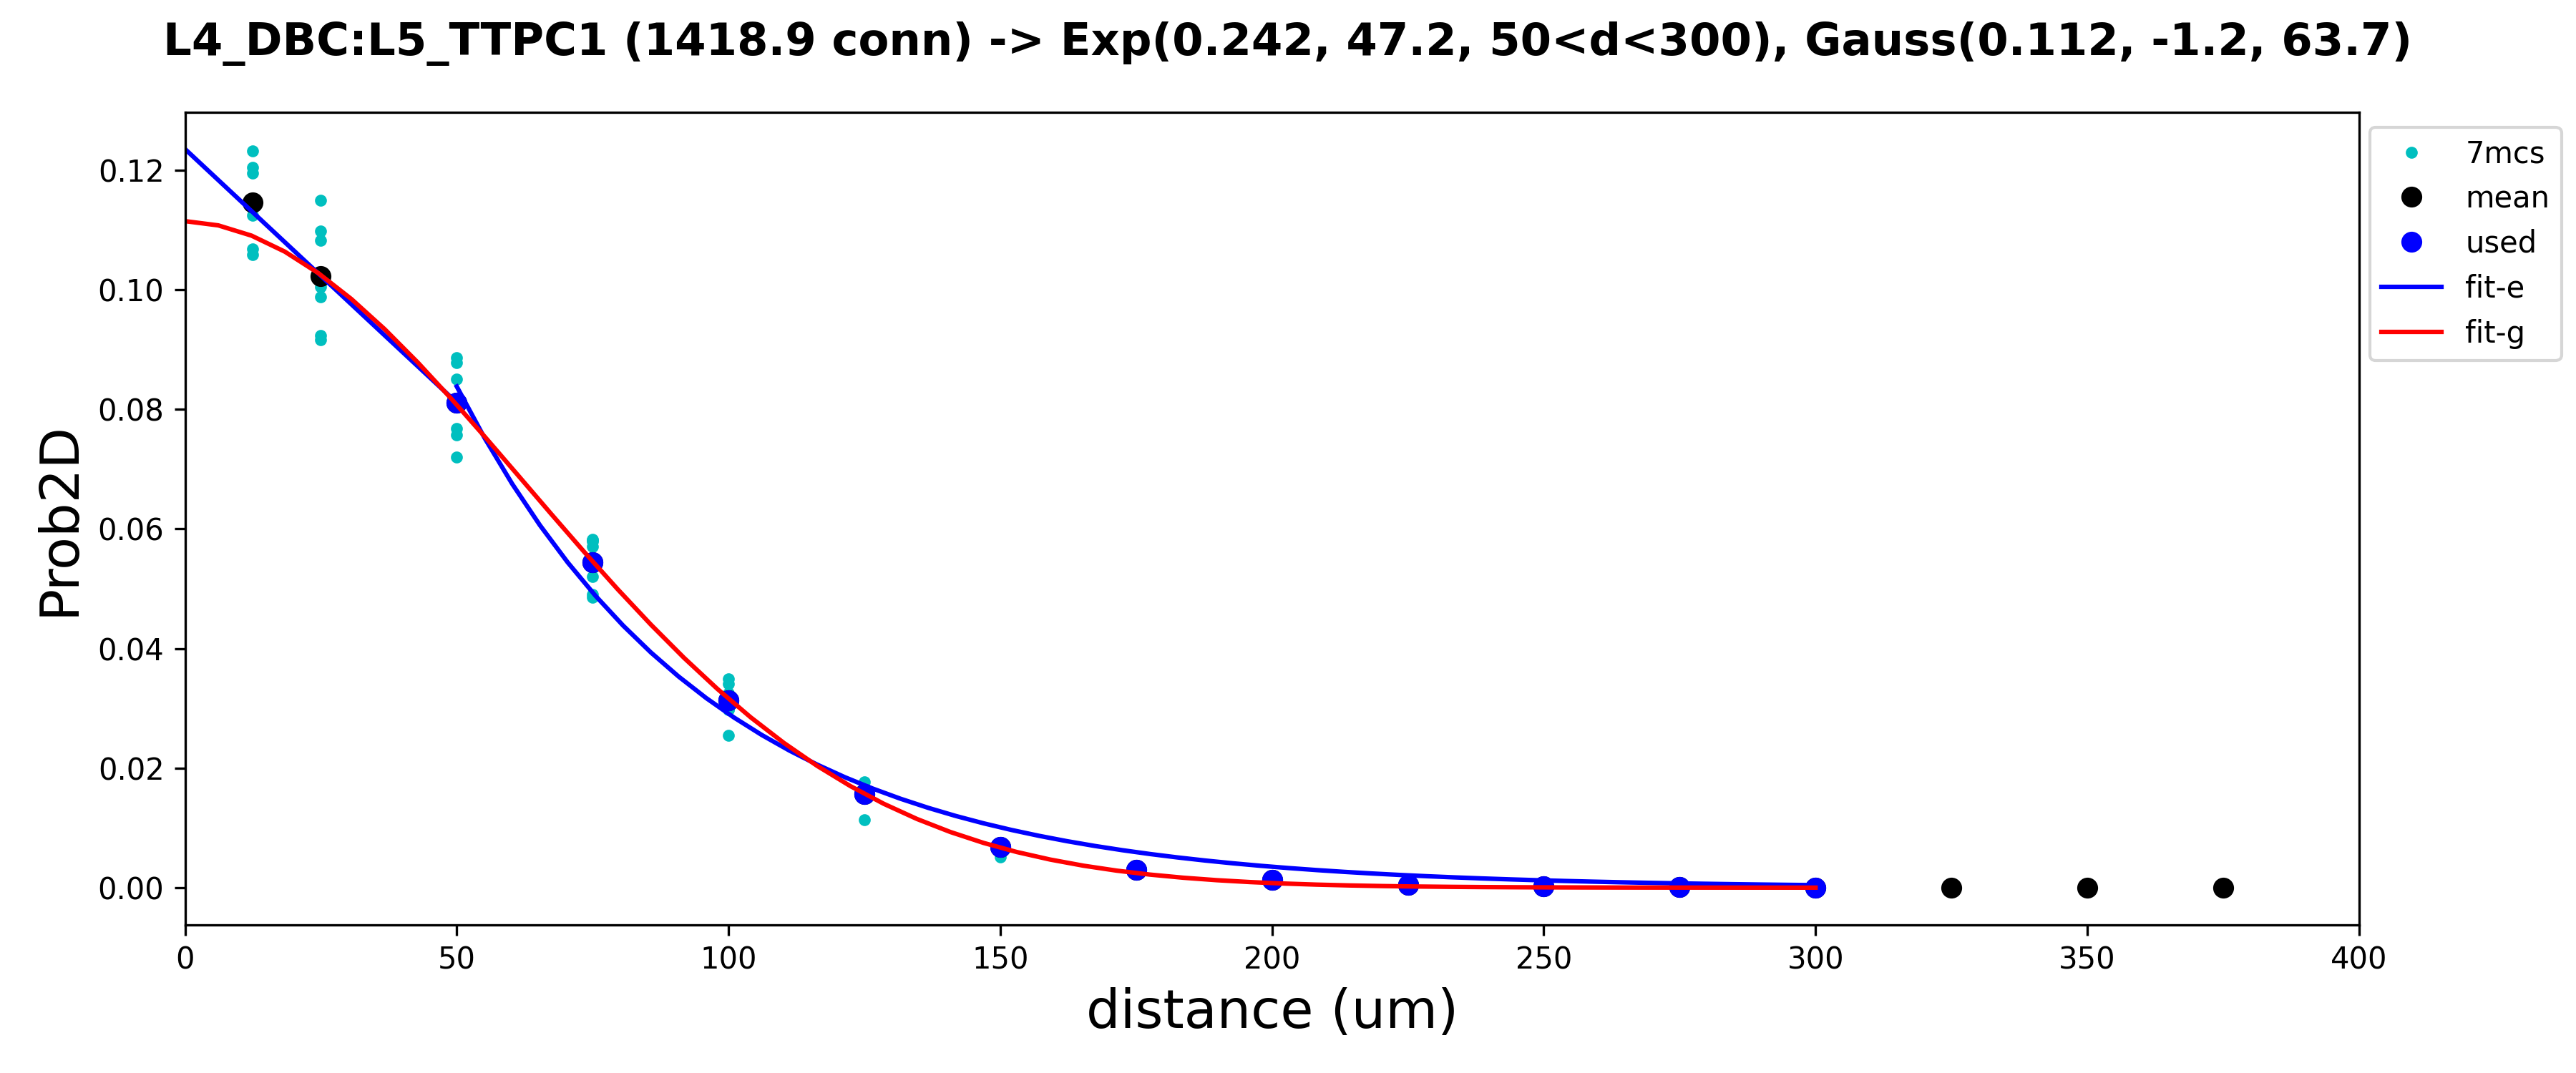 L4_DBC:L5_TTPC1 (1418.9 conn) -> Exp(0.242, 47.2, 50<d<300), Gauss(0.112, -1.2, 63.7)
7mcs
mean
used
fit-e
fit-g
Prob2D
0.12
0.10
0.08
0.06
0.04
0.02
0.00
0 50 100 150 200 250 300 350 400
distance (um)